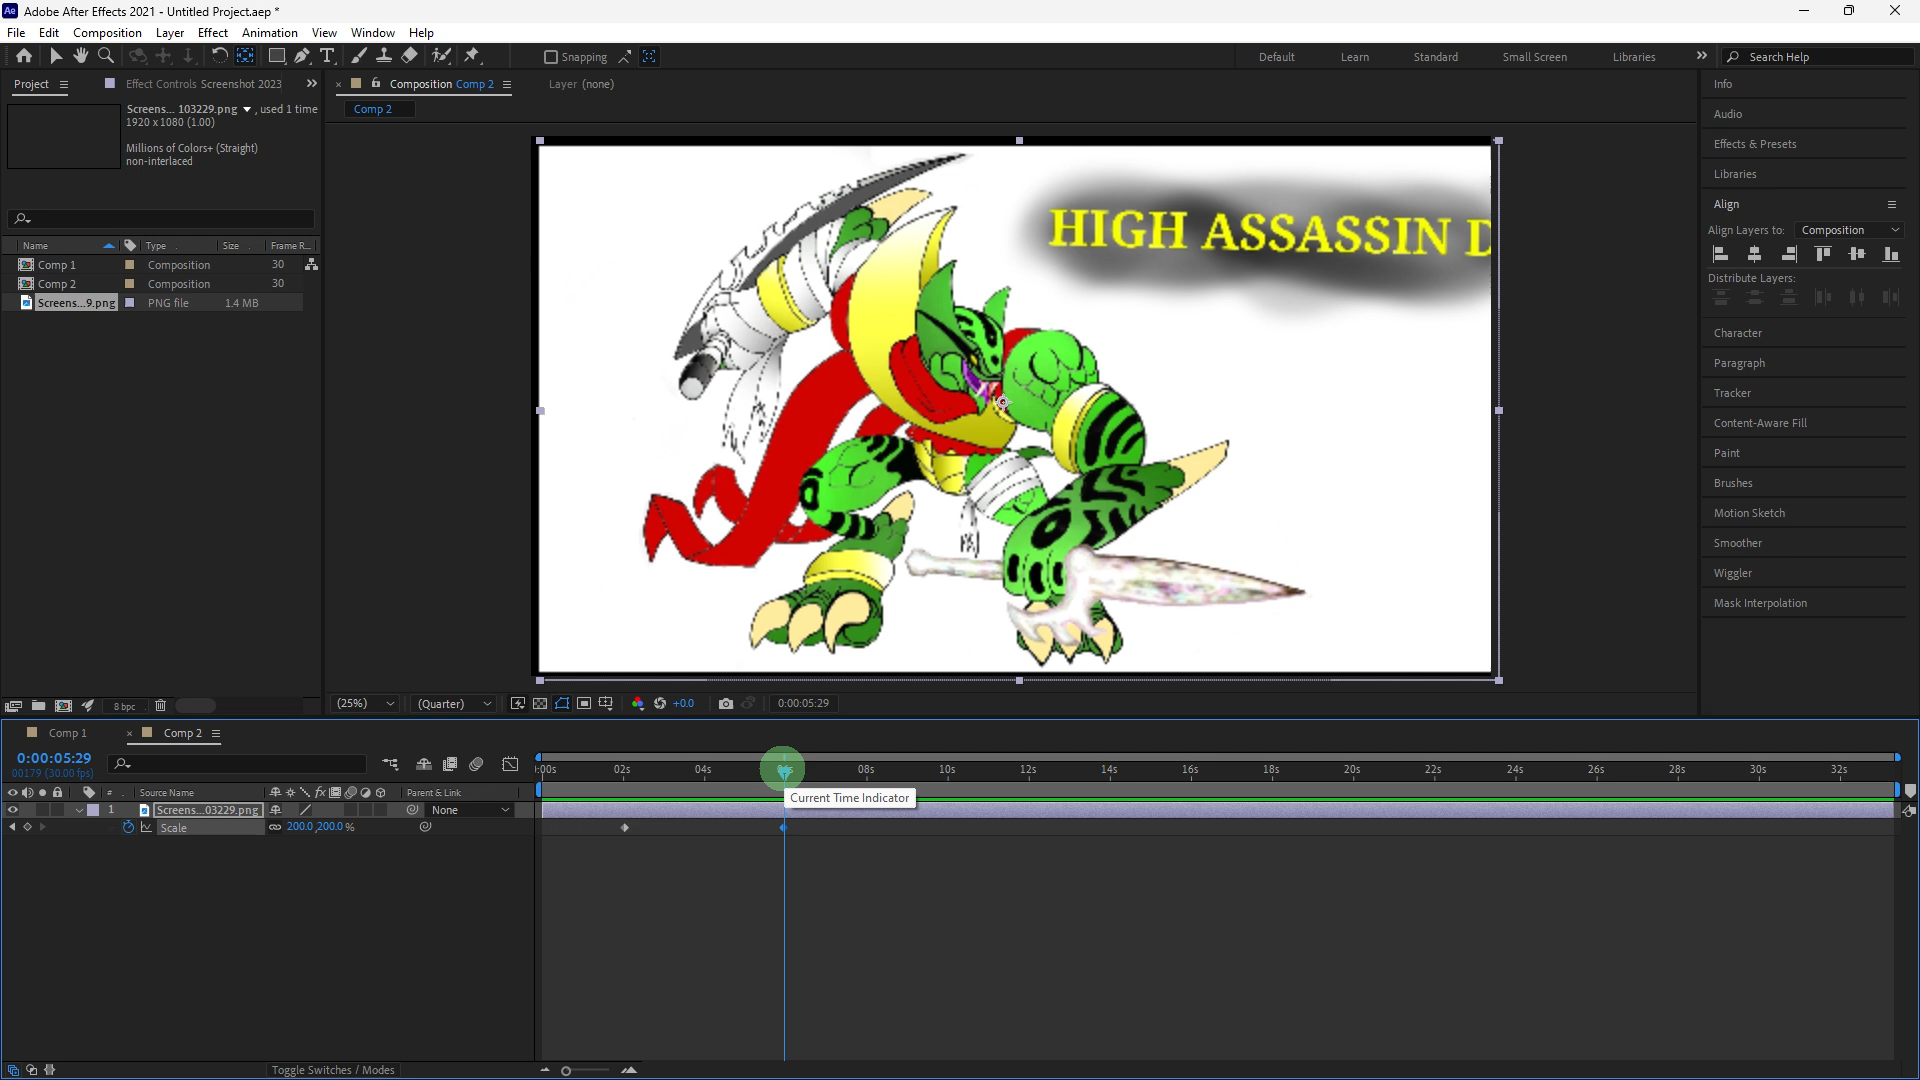 Adobe After Effects 2021 - Untitled Project.aep *
File Edit Composition Layer Effect Animation View Window Help
Snapping
Default Learn Standard Small Screen Libraries
Search Help
Project
Effect Controls Screenshot 2023
Composition Comp 2
Layer (none)
Comp 2
Screens... 103229.png , used 1 time
1920 x 1080 (1.00)
Millions of Colors+ (Straight)
non-interlaced
Name Type Size Frame R...
Comp 1 Composition 30
Comp 2 Composition 30
Screens...9.png PNG file 1.4 MB
8 bpc
HIGH ASSASSIN D
(25%) (Quarter) +0.0 0:00:05:29
Info
Audio
Effects & Presets
Libraries
Align
Align Layers to: Composition
Distribute Layers:
Character
Paragraph
Tracker
Content-Aware Fill
Paint
Brushes
Motion Sketch
Smoother
Wiggler
Mask Interpolation
Comp 1 Comp 2
0:00:05:29
00179 (30.00 fps)
# Source Name fx Parent & Link
1 Screens...03229.png None
Scale 200.0,200.0 %
:00s 02s 04s 06s 08s 10s 12s 14s 16s 18s 20s 22s 24s 26s 28s 30s 32s
Current Time Indicator
Toggle Switches / Modes